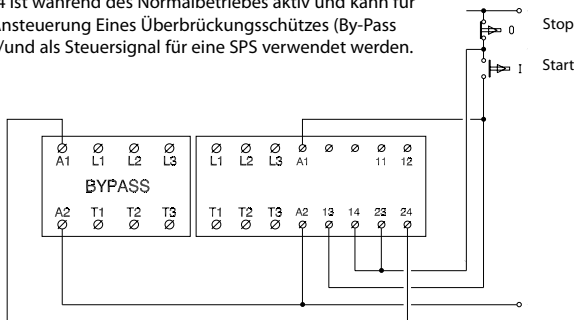 4 ist während des Normalbetriebes aktiv und kann für
Ansteuerung Eines Überbrückungsschützes (By-Pass
/und als Steuersignal für eine SPS verwendet werden.
0 Stop
I Start
A1 L1 L2 L3
L1 L2 L3 A1 11 12
BYPASS
A2 T1 T2 T3
T1 T2 T3 A2 13 14 23 24